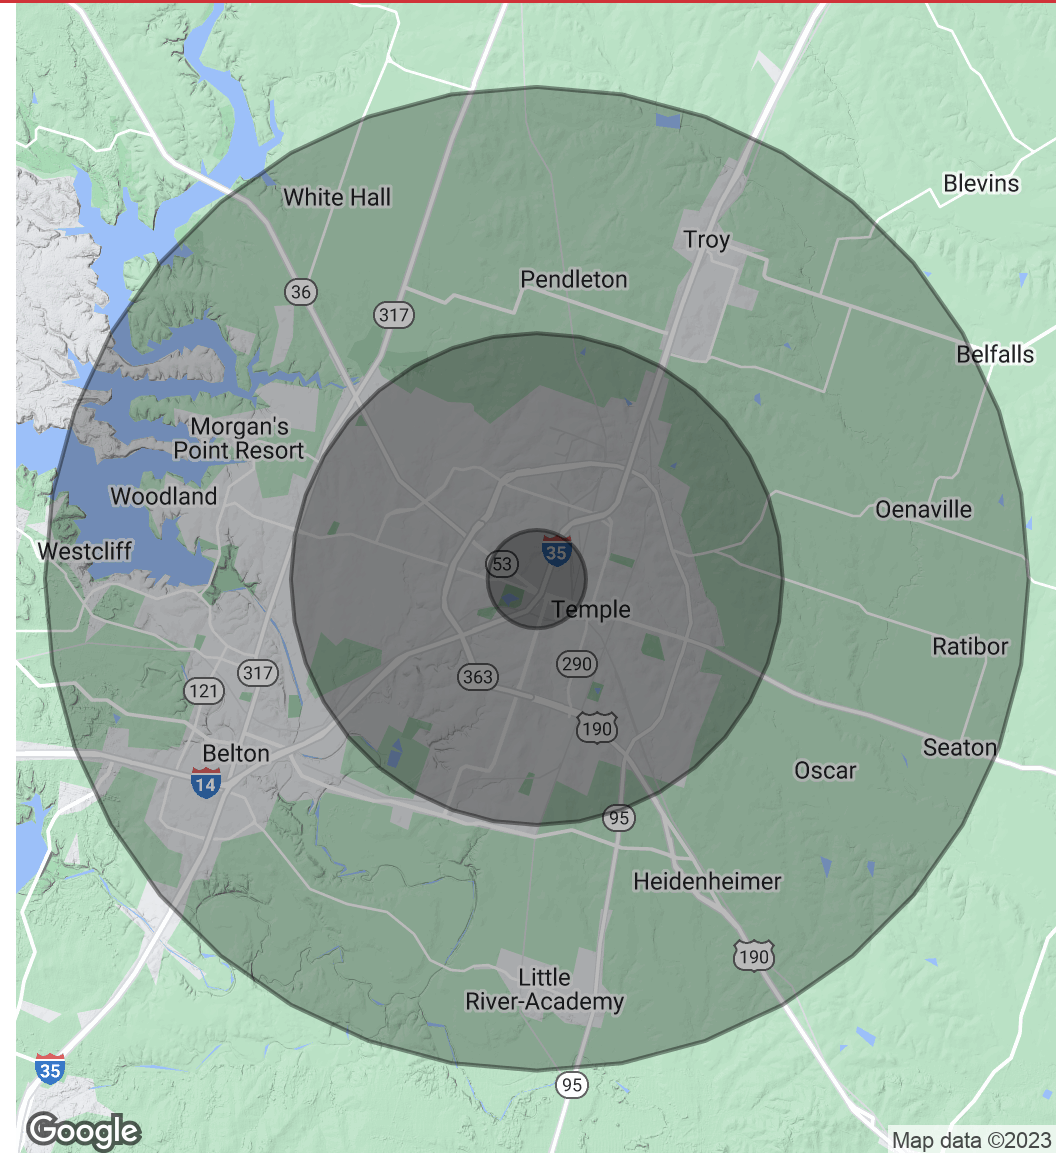 Blevins
White Hall
Troy
Pendleton
36
317
Belfalls
Morgan's
Point Resort
Woodland
Oenaville
Westcliff
35
53
Temple
Ratibor
290
317
363
121
190
Belton
Seaton
Oscar
14
95
Heidenheimer
190
Little
River-Academy
35
95
Google
Map data ©2023